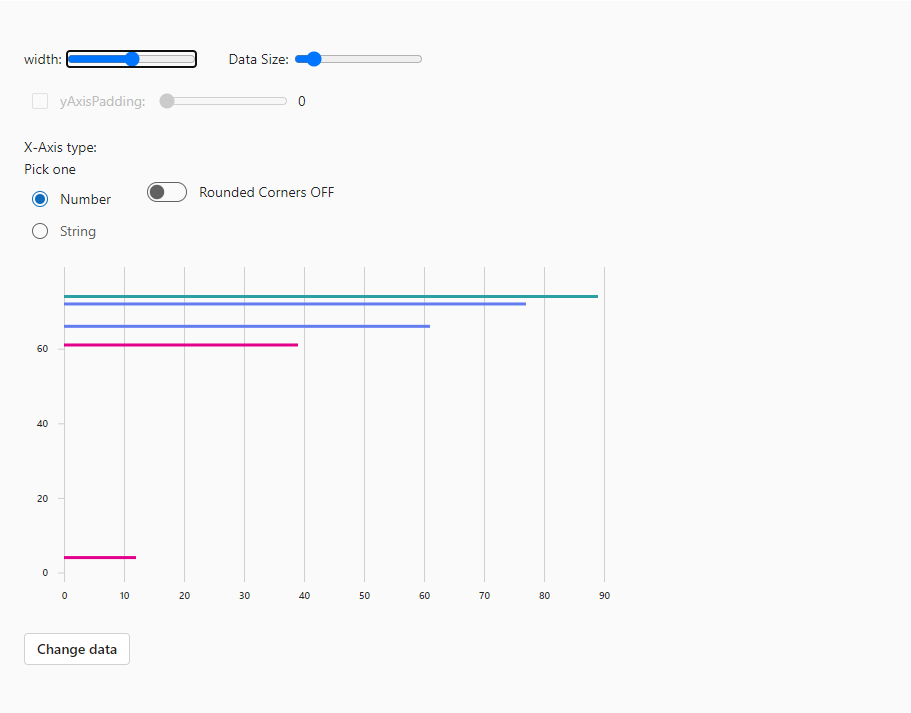 width: Data Size:
yAxisPadding: 0
X-Axis type:
Pick one
Number
Rounded Corners OFF
String
60
40
20
0
0 10 20 30 40 50 60 70 80 90
Change data